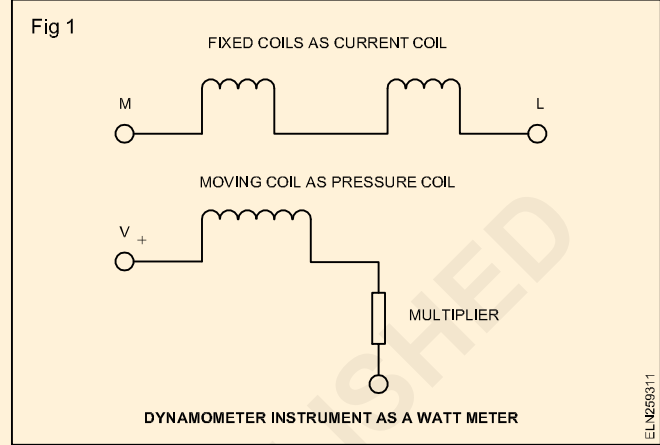 Fig 1
FIXED COILS AS CURRENT COIL
M
L
MOVING COIL AS PRESSURE COIL
V +
MULTIPLIER
DYNAMOMETER INSTRUMENT AS A WATT METER
ELN259311